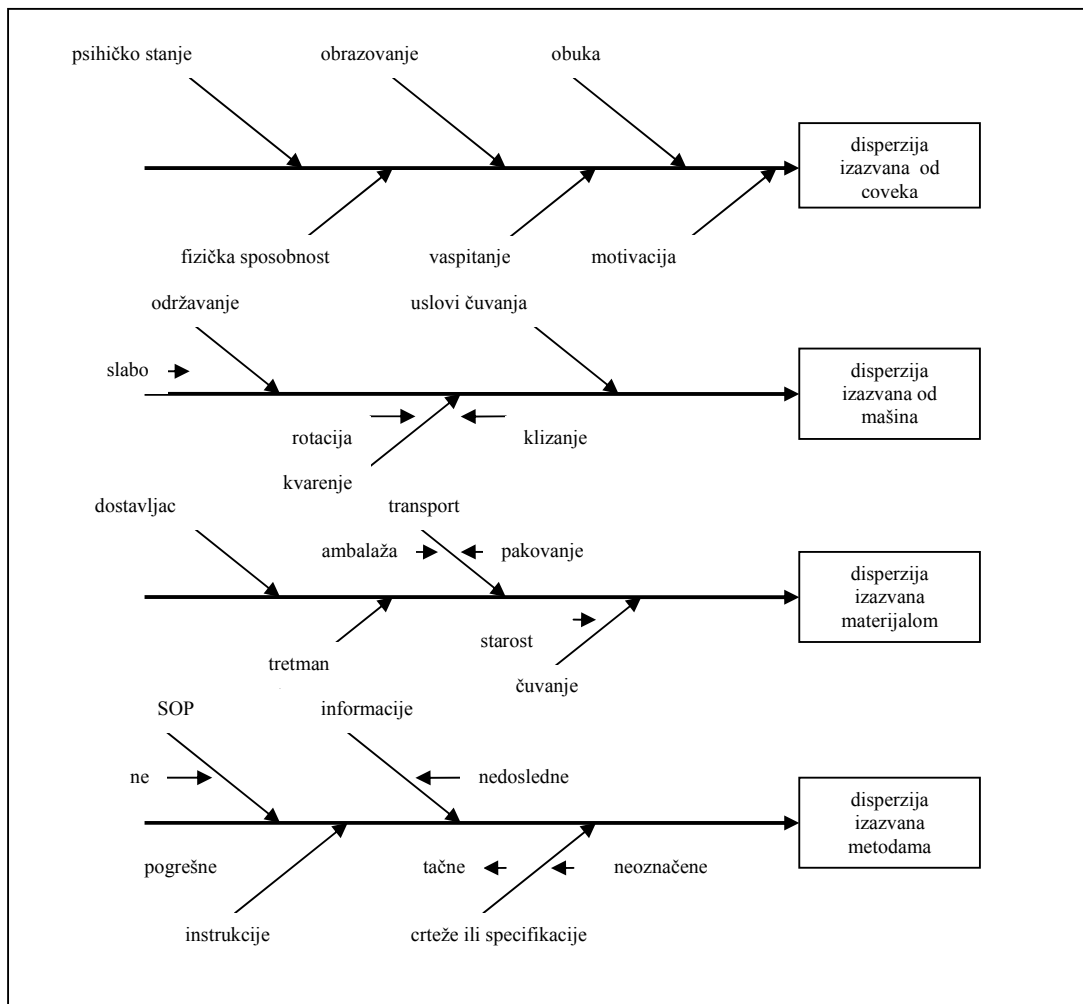 psihičko stanje
obrazovanje
obuka
disperzija
izazvana od
coveka
fizička sposobnost
vaspitanje
motivacija
održavanje
uslovi čuvanja
slabo
disperzija
izazvana od
mašina
rotacija
klizanje
kvarenje
dostavljac
transport
ambalaža
pakovanje
disperzija
izazvana
materijalom
starost
tretman
čuvanje
SOP
informacije
ne
nedosledne
disperzija
izazvana
metodama
pogrešne
tačne
neoznačene
instrukcije
crteže ili specifikacije